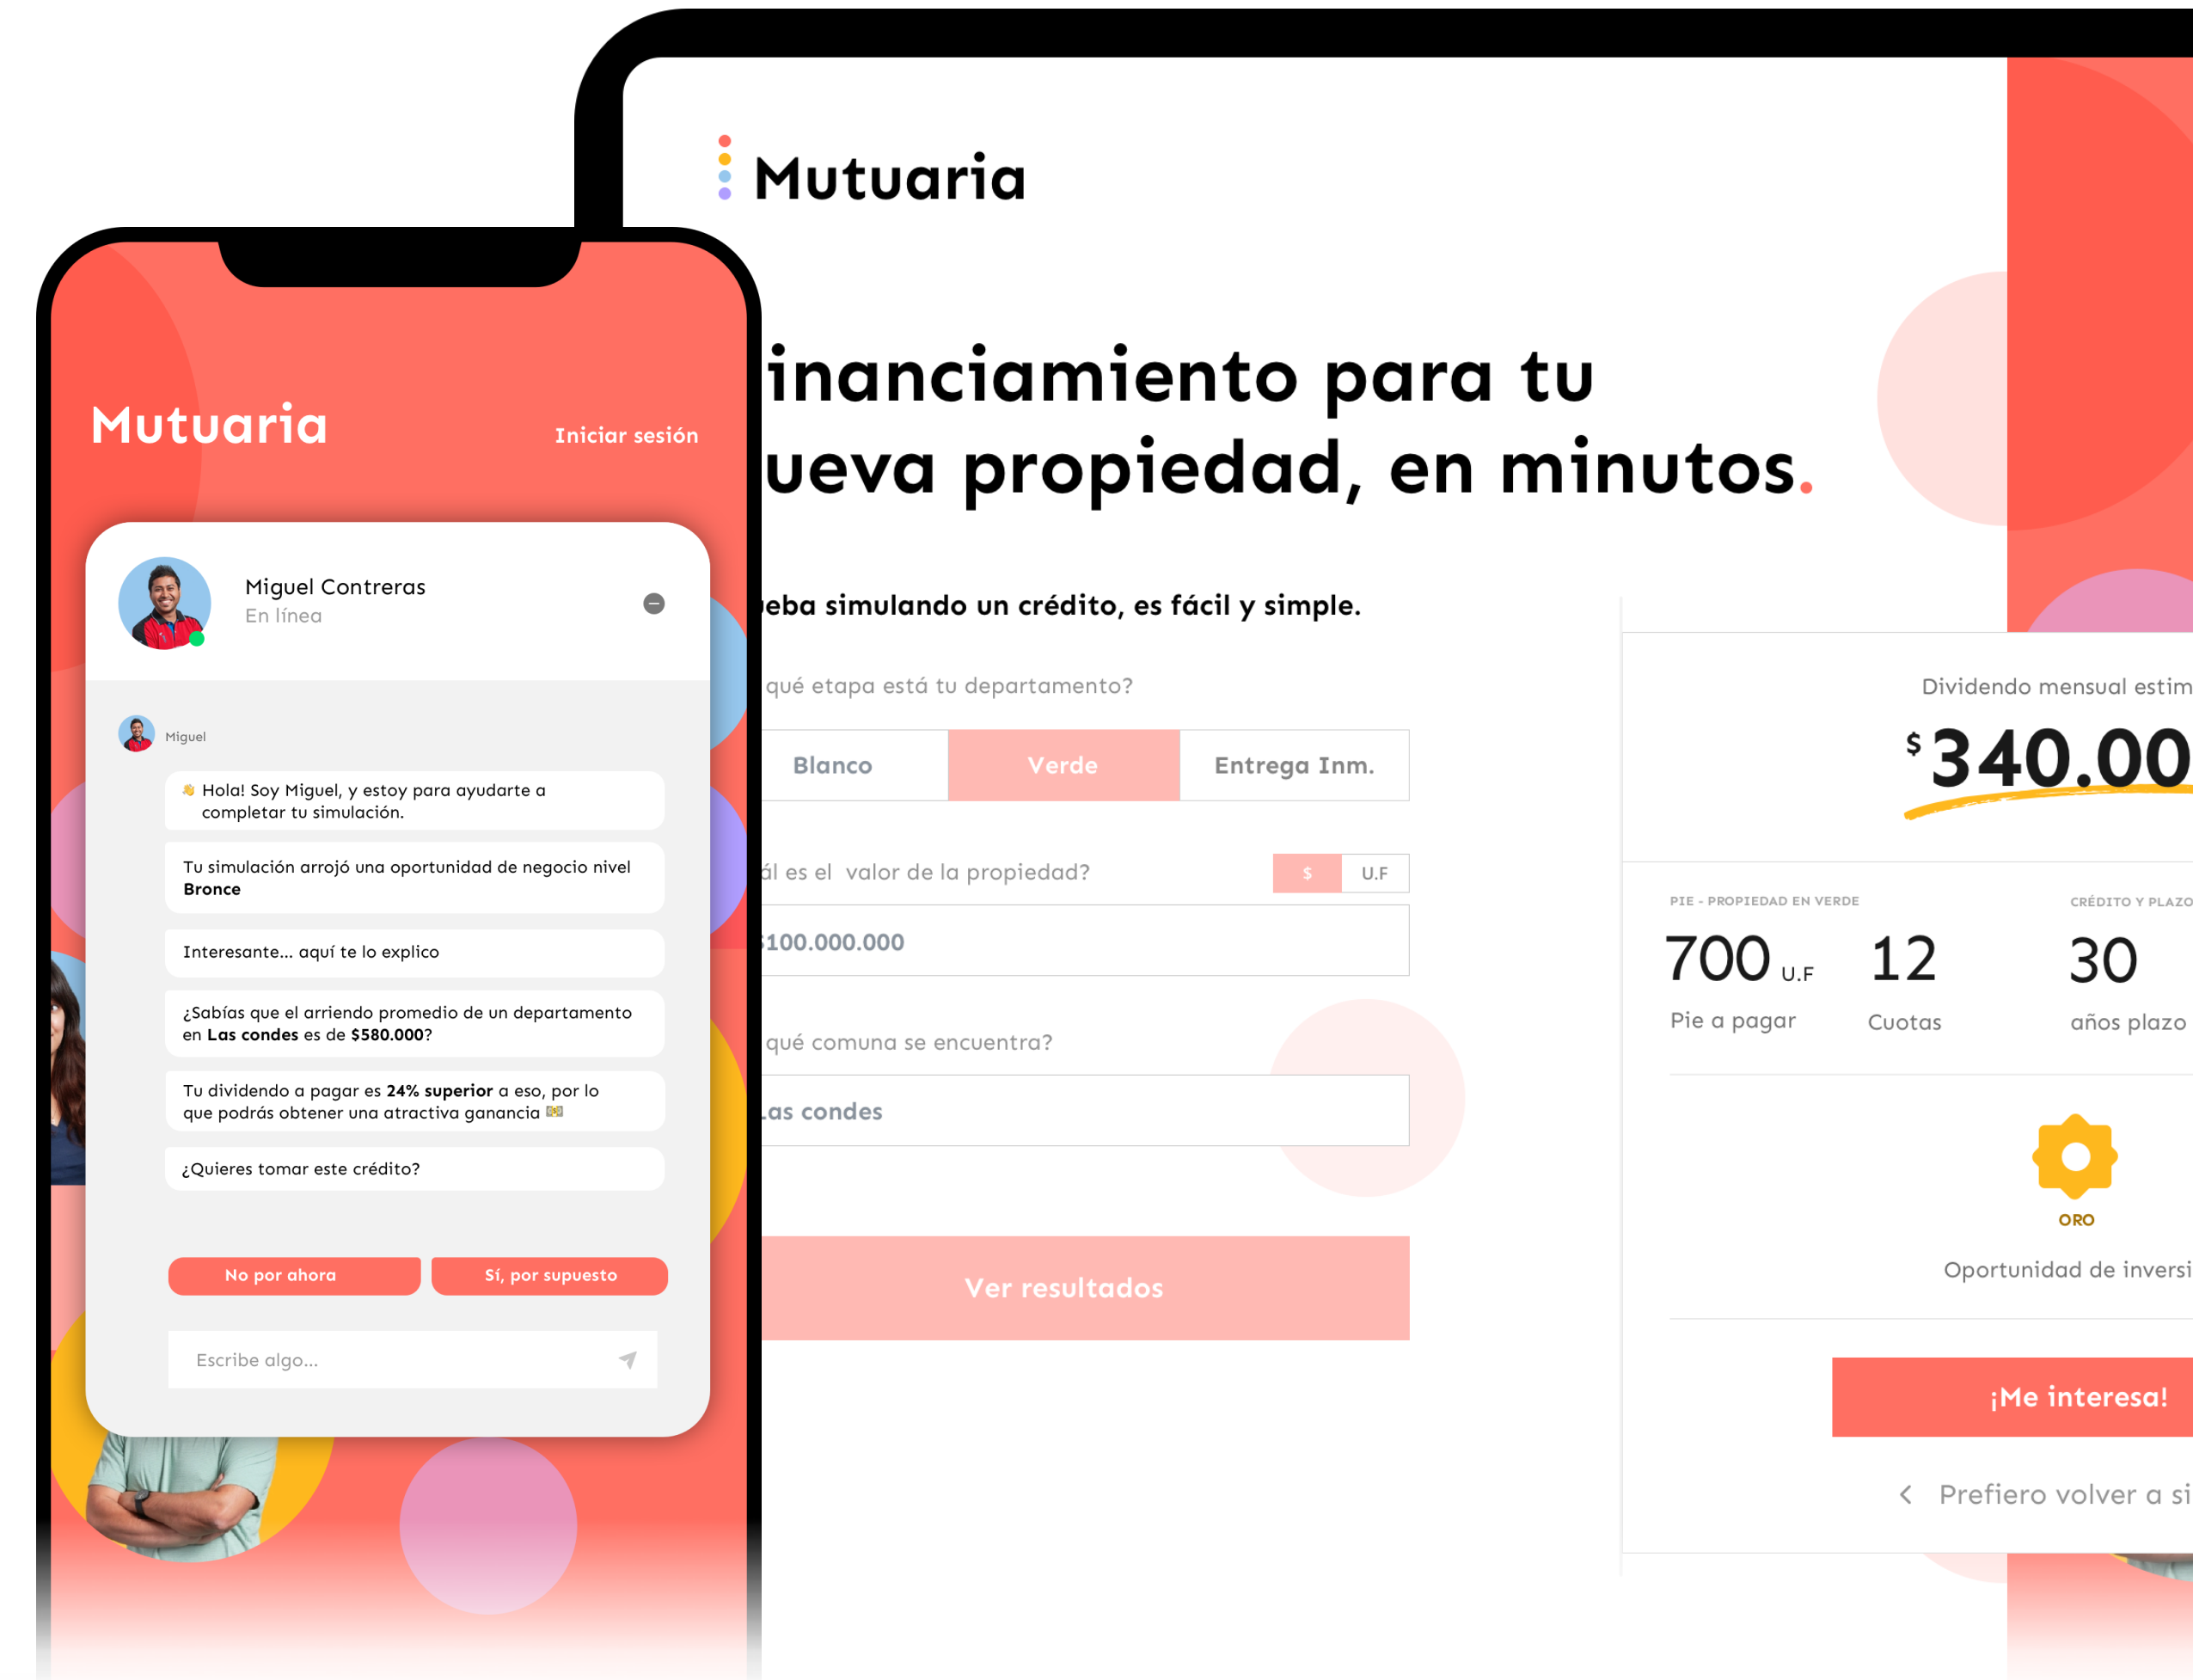 Mutuaria
inanciamiento para tu
ueva propiedad, en minutos.
eba simulando un crédito, es fácil y simple.
qué etapa está tu departamento?
Blanco
Verde
Entrega Inm.
ál es el valor de la propiedad?
$
U.F
$100.000.000
qué comuna se encuentra?
Las condes
Ver resultados
Dividendo mensual estim
$340.00
PIE - PROPIEDAD EN VERDE
CRÉDITO Y PLAZO
700 U.F
12
30
Pie a pagar
Cuotas
años plazo
ORO
Oportunidad de inversi
¡Me interesa!
Prefiero volver a si
Mutuaria
Iniciar sesión
Miguel Contreras
En línea
Miguel
👋 Hola! Soy Miguel, y estoy para ayudarte a
completar tu simulación.
Tu simulación arrojó una oportunidad de negocio nivel
Bronce
Interesante... aquí te lo explico
¿Sabías que el arriendo promedio de un departamento
en Las condes es de $580.000?
Tu dividendo a pagar es 24% superior a eso, por lo
que podrás obtener una atractiva ganancia 💵
¿Quieres tomar este crédito?
No por ahora
Sí, por supuesto
Escribe algo...